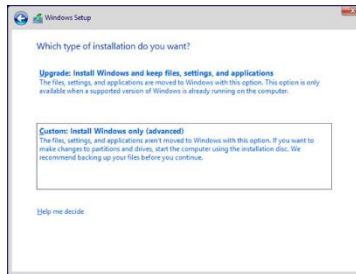 Windows Setup
Which type of installation do you want?
Upgrade: Install Windows and keep files, settings, and applications
The files, settings, and applications are moved to Windows with this option. This option is only
available when a supported version of Windows is already running on the computer.
Custom: Install Windows only (advanced)
The files, settings, and applications aren't moved to Windows with this option. If you want to
make changes to partitions and drives, start the computer using the installation disc. We
recommend backing up your files before you continue.
Help me decide